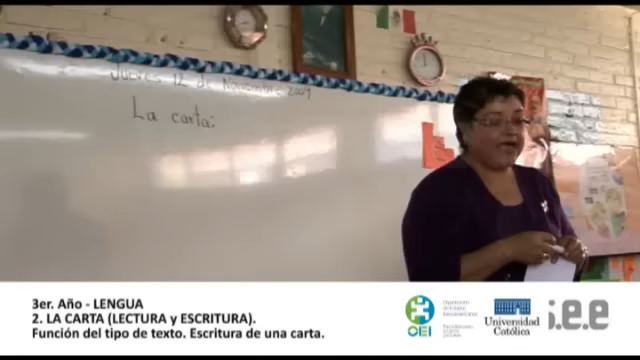 Jueves 12 de Noviembre 2009
La carta:
3er. Año - LENGUA
2. LA CARTA (LECTURA y ESCRITURA).
Función del tipo de texto. Escritura de una carta.
OEI
Universidad
Católica
s.e.e